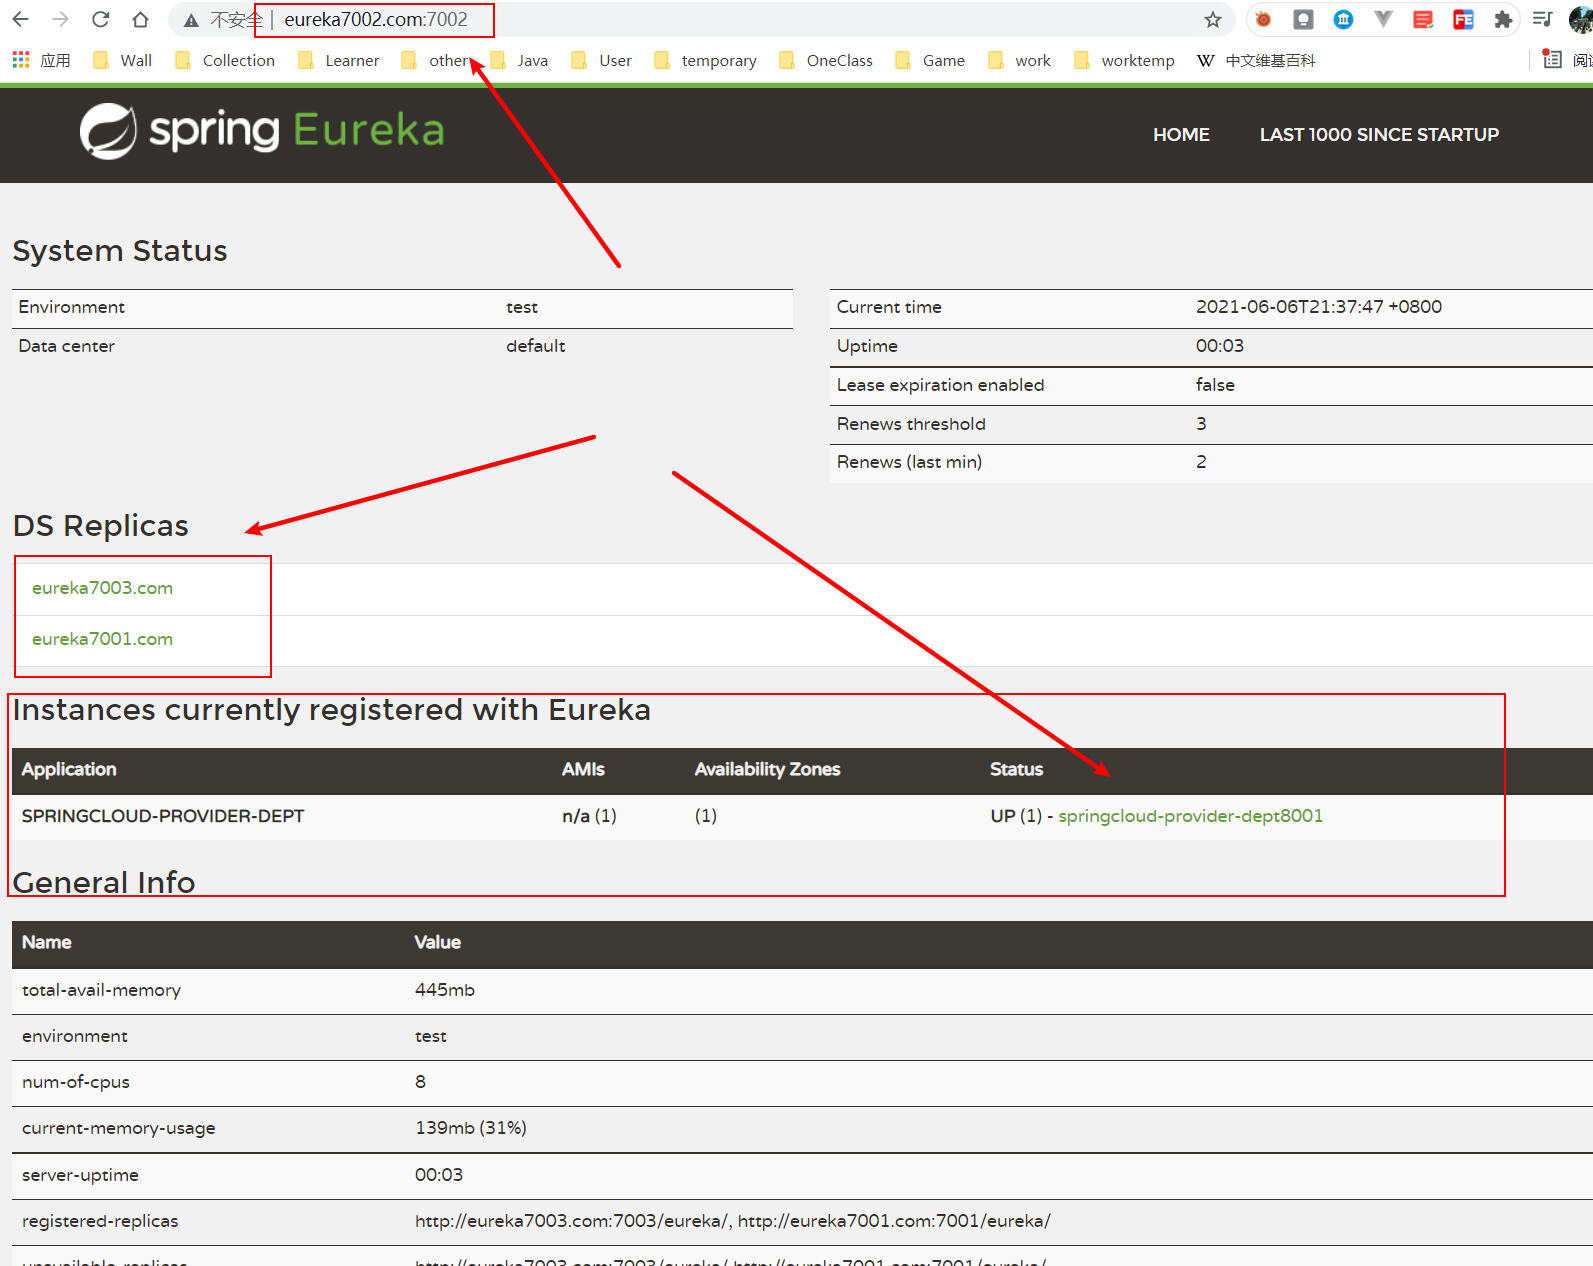 不安全 | eureka7002.com:7002
应用 Wall Collection Learner other Java User temporary OneClass Game work worktemp W 中文维基百科
spring Eureka HOME LAST 1000 SINCE STARTUP
System Status
Environment test Current time 2021-06-06T21:37:47 +0800
Data center default Uptime 00:03
Lease expiration enabled false
Renews threshold 3
Renews (last min) 2
DS Replicas
eureka7003.com
eureka7001.com
Instances currently registered with Eureka
Application AMIs Availability Zones Status
SPRINGCLOUD-PROVIDER-DEPT n/a (1) (1) UP (1) - springcloud-provider-dept8001
General Info
Name Value
total-avail-memory 445mb
environment test
num-of-cpus 8
current-memory-usage 139mb (31%)
server-uptime 00:03
registered-replicas http://eureka7003.com:7003/eureka/, http://eureka7001.com:7001/eureka/